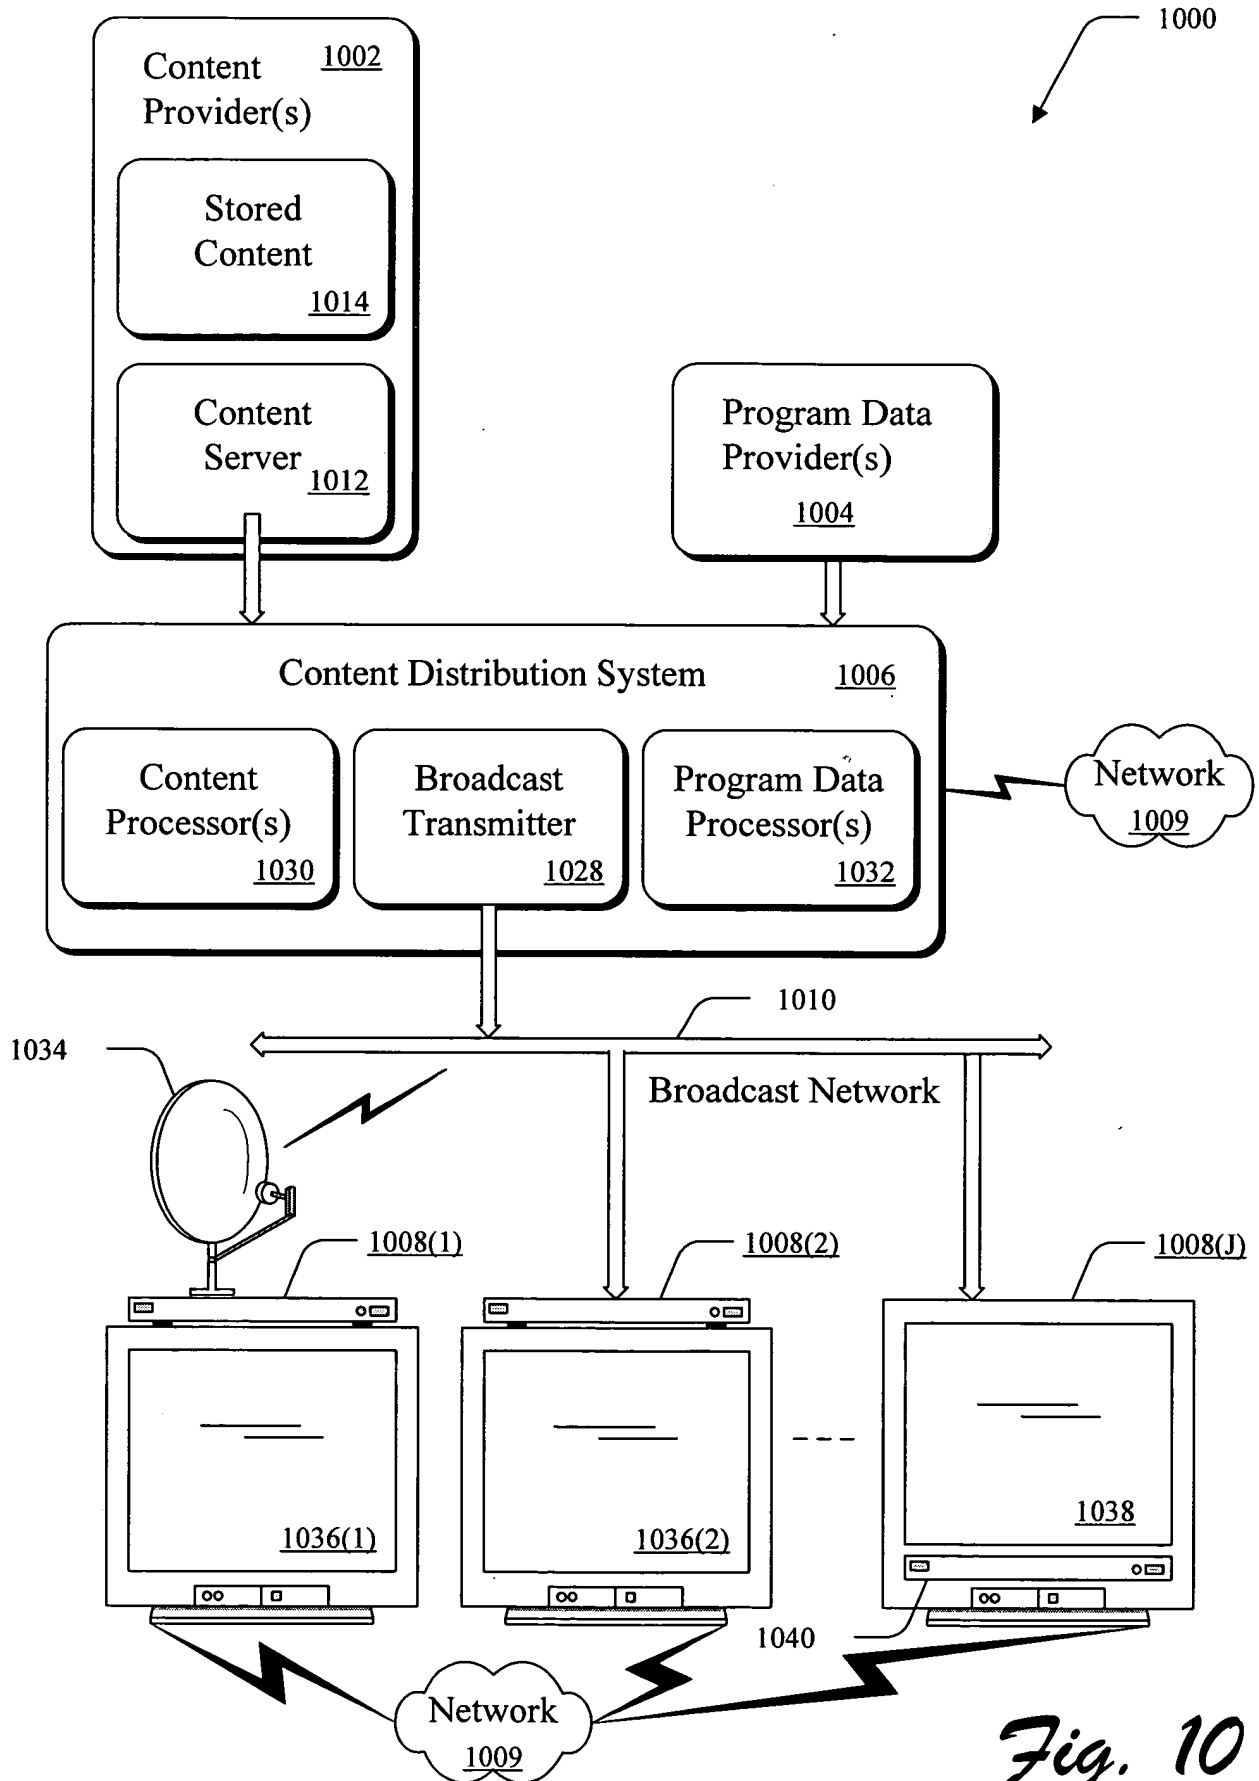 1000
Content
Provider(s)
1002
Stored
Content
1014
Content
Server
1012
Program Data
Provider(s)
1004
Content Distribution System
1006
Content
Processor(s)
1030
Broadcast
Transmitter
1028
Program Data
Processor(s)
1032
Network
1009
1010
1034
Broadcast Network
1008(1)
1008(2)
1008(J)
1036(1)
1036(2)
1038
1040
Network
1009
Fig. 10